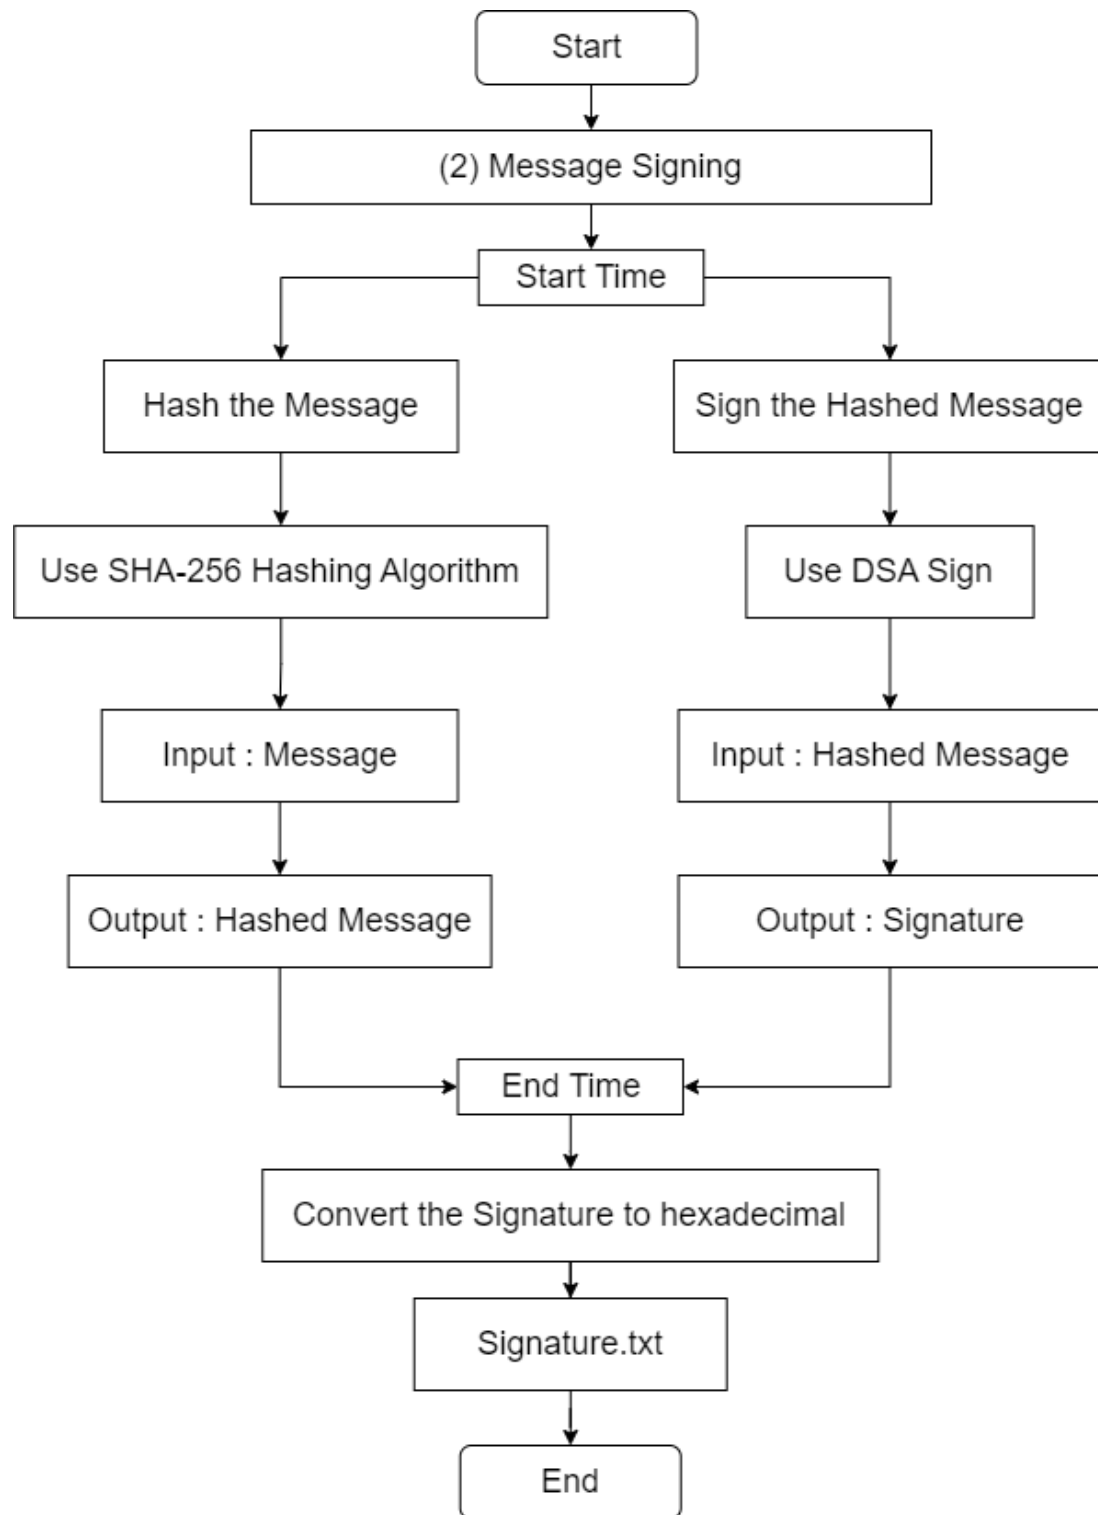 Start
(2) Message Signing
Start Time
Hash the Message
Sign the Hashed Message
Use SHA-256 Hashing Algorithm
Use DSA Sign
Input : Message
Input : Hashed Message
Output : Hashed Message
Output : Signature
End Time
Convert the Signature to hexadecimal
Signature.txt
End